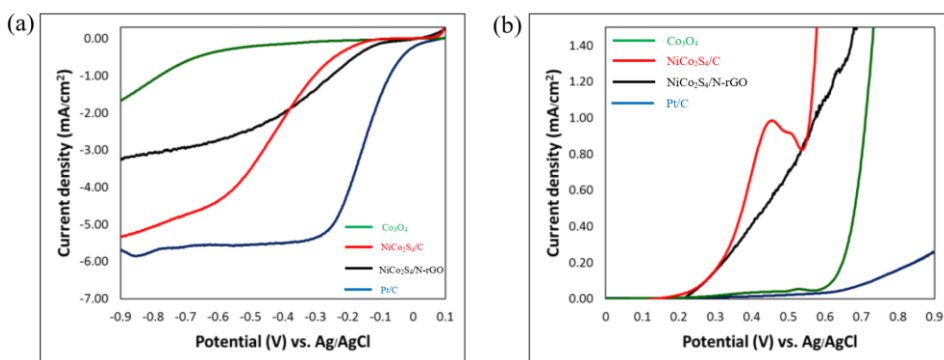 (a)
0.00
-1.00
-2.00
-3.00
-4.00
-5.00
-6.00
-7.00
Current density (mA/cm²)
Co₃O₄
NiCo₂S₄/C
NiCo₂S₄/N-rGO
Pt/C
-0.9 -0.8 -0.7 -0.6 -0.5 -0.4 -0.3 -0.2 -0.1 0 0.1
Potential (V) vs. Ag/AgCl
(b)
1.40
1.20
1.00
0.80
0.60
0.40
0.20
0.00
Current density (mA/cm²)
Co₃O₄
NiCo₂S₄/C
NiCo₂S₄/N-rGO
Pt/C
0 0.1 0.2 0.3 0.4 0.5 0.6 0.7 0.8 0.9
Potential (V) vs. Ag/AgCl